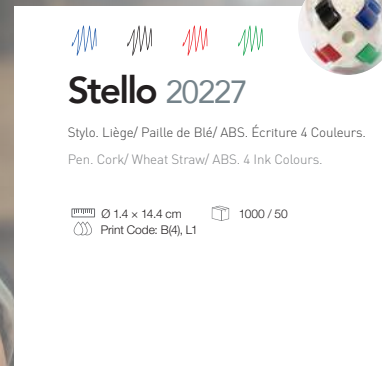 Stello 20227
Stylo. Liège/ Paille de Blé/ ABS. Écriture 4 Couleurs.
Pen. Cork/ Wheat Straw/ ABS. 4 Ink Colours.
Ø 1.4 × 14.4 cm 1000 / 50
Print Code: B(4), L1